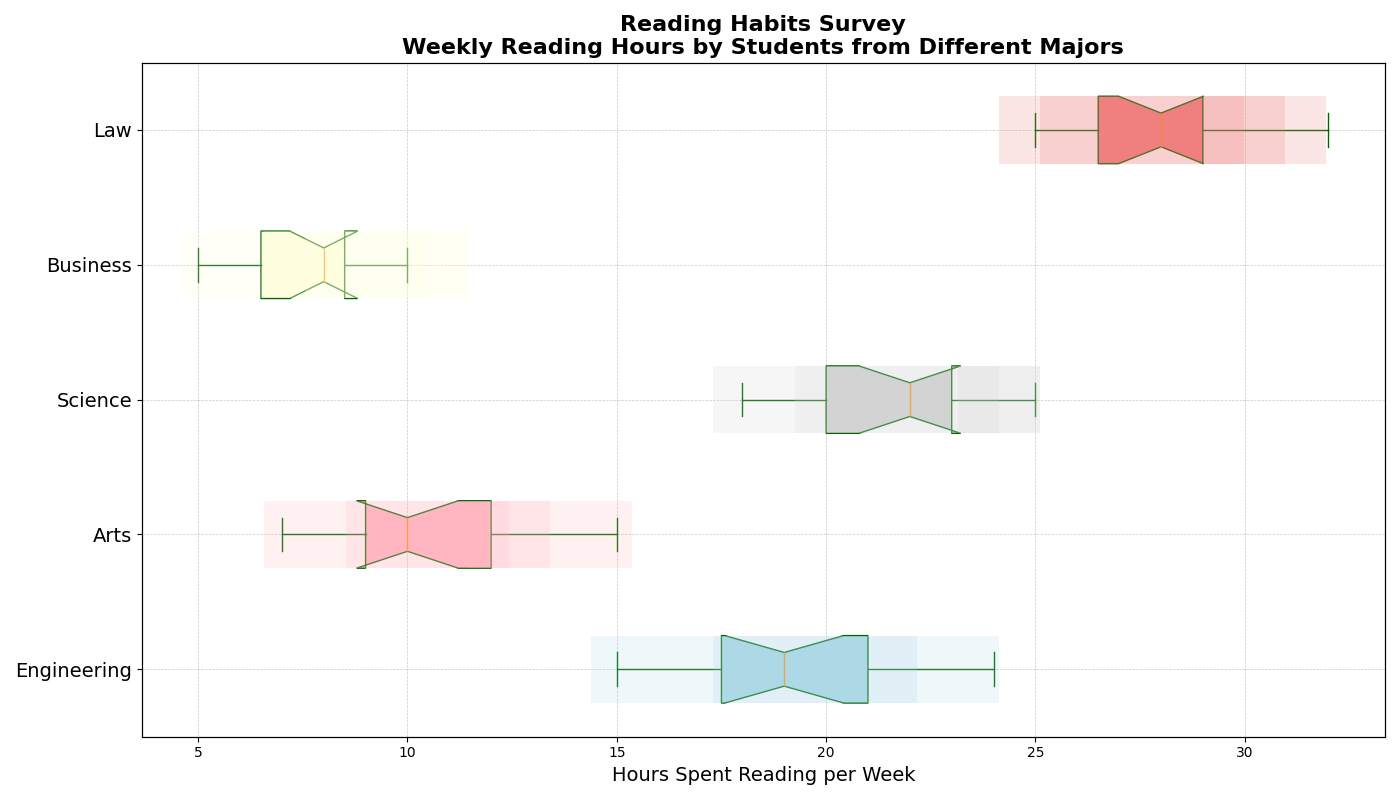 Reading Habits Survey
Weekly Reading Hours by Students from Different Majors
Law
Business
Science
Arts
Engineering
5 10 15 20 25 30
Hours Spent Reading per Week